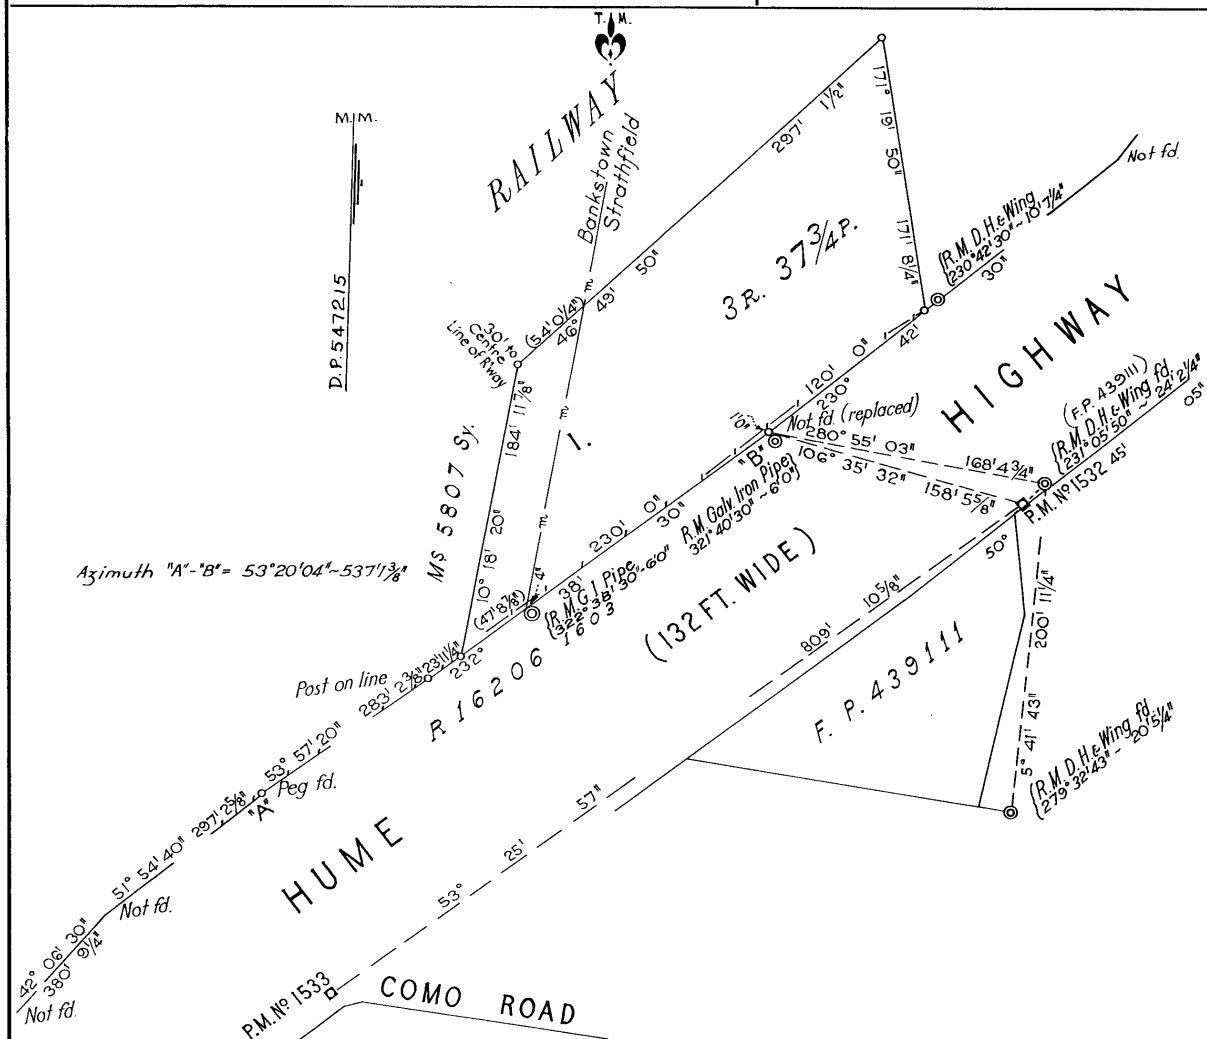 T. M.
M. M.
D.P. 547215
RAILWAY
Bankstown
Strathfield
297' 1½"
171° 19' 50"
171' 8¼"
3 R. 37¾ P.
30' to
Centre
Line of R'way
(54' 0¼")
46° 49' 50"
184' 11⅞"
10° 18' 20"
Ms. 5807 Sy.
1.
Not fd.
{R.M. D.H. & Wing
{230° 42' 30" ~ 10' 7¼"
230° 42' 30"
120' 0"
1' 0"
Not fd. (replaced)
"B"
280° 55' 03"
168' 4¾"
106° 35' 32"
158' 5⅝"
HIGHWAY
(F.P. 439111)
{R.M. D.H. & Wing fd.
{231° 05' 50" ~ 24' 2¼"
P.M. Nº 1532
50° 45' 05"
R.M. Galv. Iron Pipe}
321° 40' 30" ~ 6' 0"}
230' 0"
232° 38' 30"
4"
{R.M. G. I. Pipe
{322° 38' 30" - 6' 0"
(47' 8⅞")
23' 11¼"
R 16206 1603
(132 FT. WIDE)
Azimuth "A" - "B" = 53° 20' 04" ~ 537' 1⅜"
Post on line
283' 2⅜"
53° 57' 20"
Peg fd.
"A"
297' 2⅝"
51° 54' 40"
Not fd.
42° 06' 30"
380' 9¼"
Not fd.
HUME
809' 10⅝"
53° 25' 57"
F. P. 439111
200' 11¼"
5° 41' 43"
{R.M. D.H. & Wing fd.
{279° 32' 43" ~ 20' 5¼"
P.M. Nº 1533
COMO ROAD